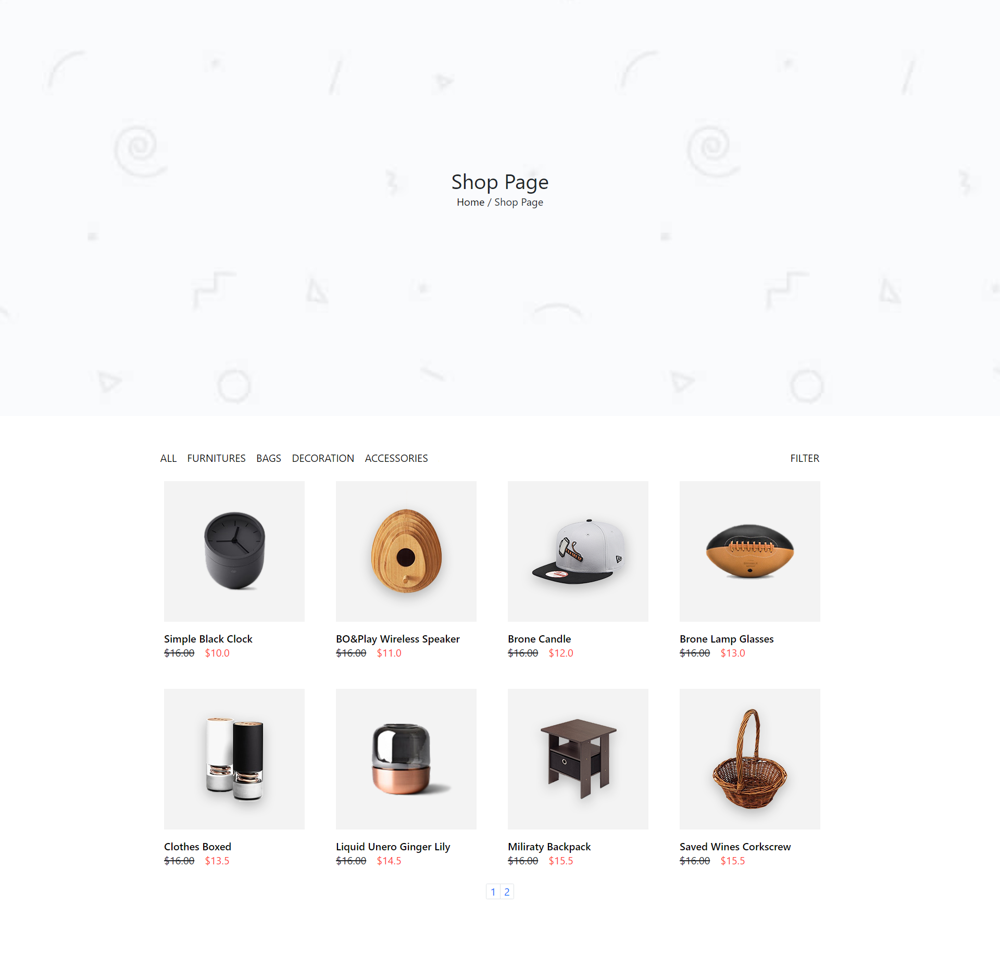 Shop Page
Home / Shop Page
ALL FURNITURES BAGS DECORATION ACCESSORIES FILTER
Simple Black Clock
$16.00 $10.0
BO&Play Wireless Speaker
$16.00 $11.0
Brone Candle
$16.00 $12.0
Brone Lamp Glasses
$16.00 $13.0
Clothes Boxed
$16.00 $13.5
Liquid Unero Ginger Lily
$16.00 $14.5
Miliraty Backpack
$16.00 $15.5
Saved Wines Corkscrew
$16.00 $15.5
1 2